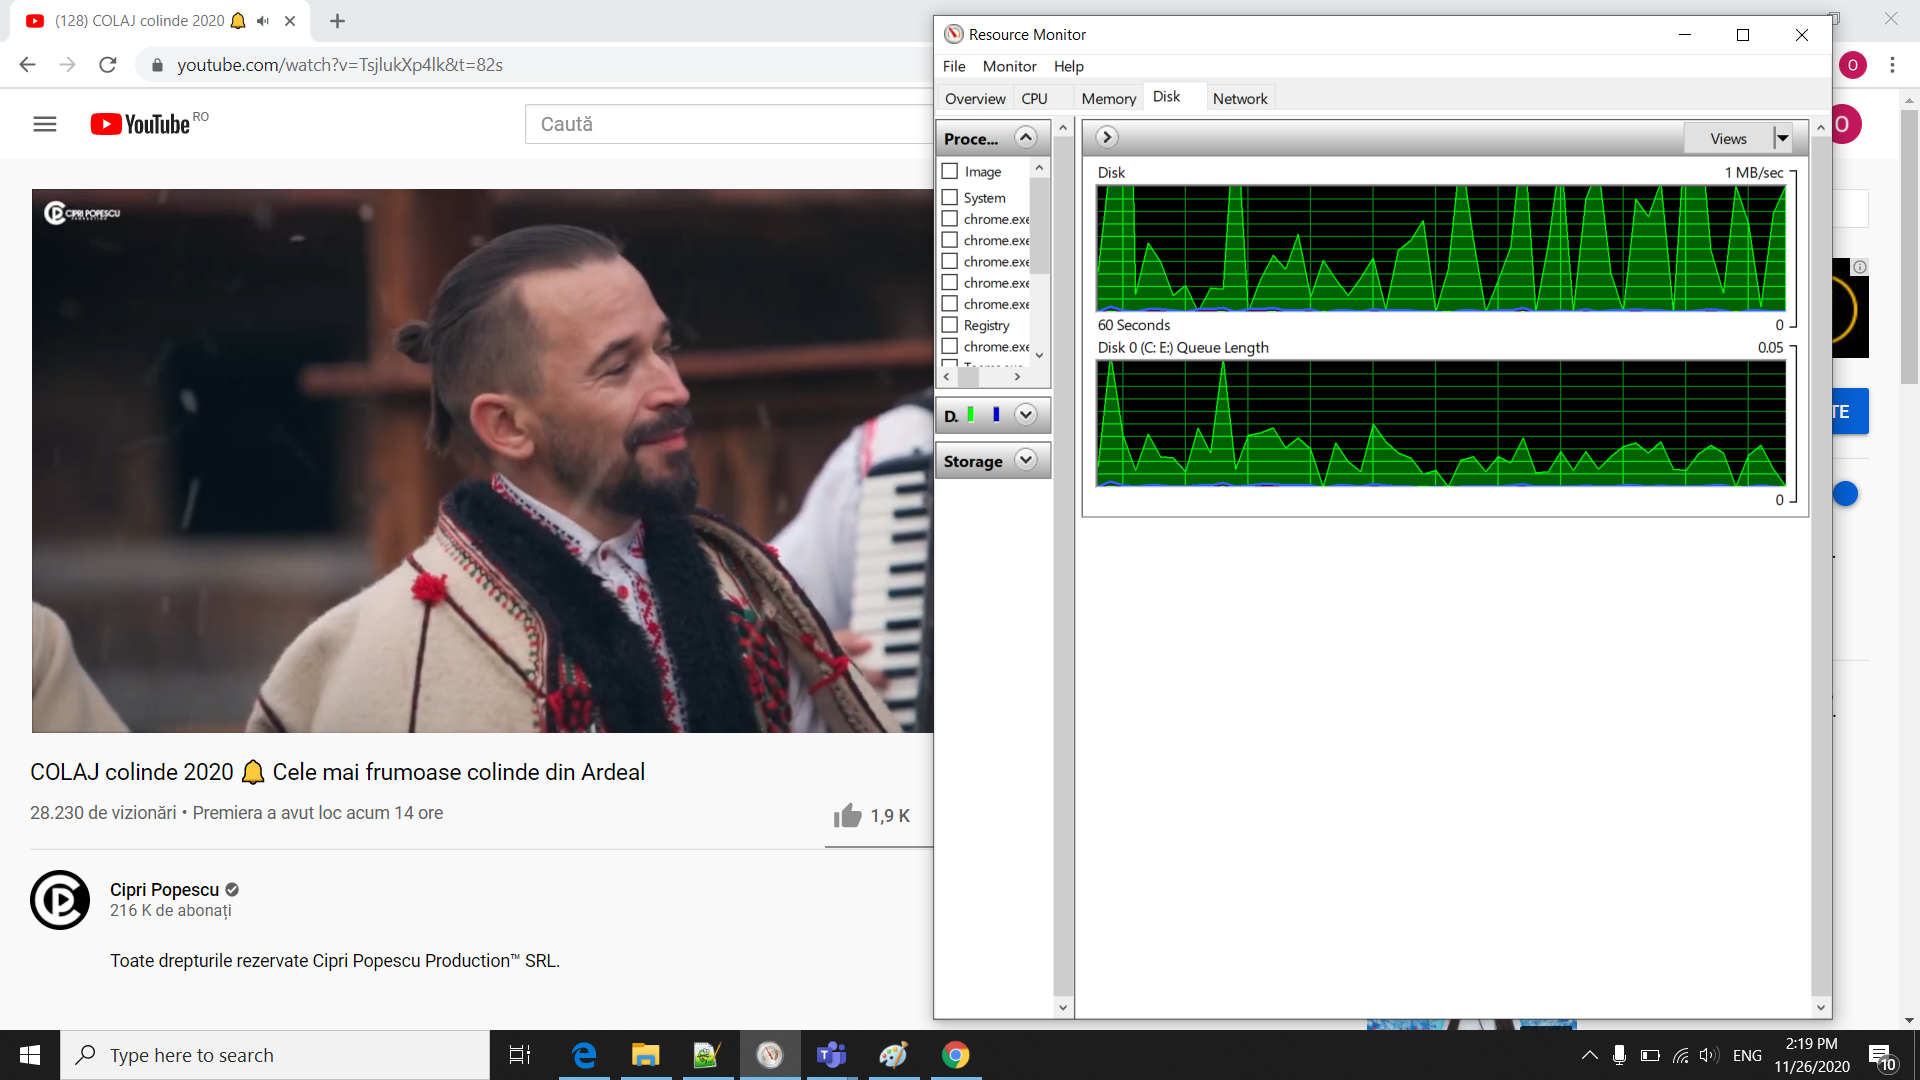 (128) COLAJ colinde 2020 🔔
youtube.com/watch?v=TsjlukXp4lk&t=82s
O
YouTube RO
Caută
O
CIPRI POPESCU
PRODUCTION
TE
COLAJ colinde 2020 🔔 Cele mai frumoase colinde din Ardeal
28.230 de vizionări • Premiera a avut loc acum 14 ore
1,9 K
Cipri Popescu
216 K de abonați
Toate drepturile rezervate Cipri Popescu Production™ SRL.
Resource Monitor
File Monitor Help
Overview CPU Memory Disk Network
Proce...
Image
System
chrome.exe
chrome.exe
chrome.exe
chrome.exe
chrome.exe
Registry
chrome.exe
D.
Storage
Views
Disk 1 MB/sec
60 Seconds 0
Disk 0 (C: E:) Queue Length 0.05
0
Type here to search
ENG
2:19 PM
11/26/2020
10